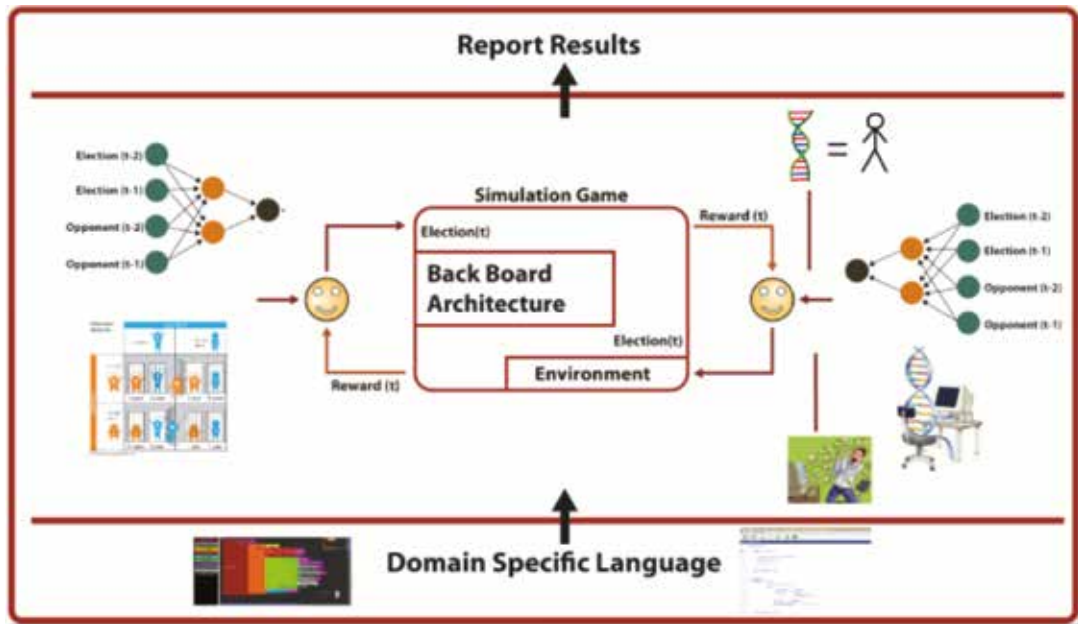 Report Results
Election (t-2)
Election (t-1)
Opponent (t-2)
Opponent (t-1)
Simulation Game
Election(t)
Back Board
Architecture
Election(t)
Environment
Reward (t)
Reward (t)
=
Election (t-2)
Election (t-1)
Opponent (t-2)
Opponent (t-1)
Domain Specific Language